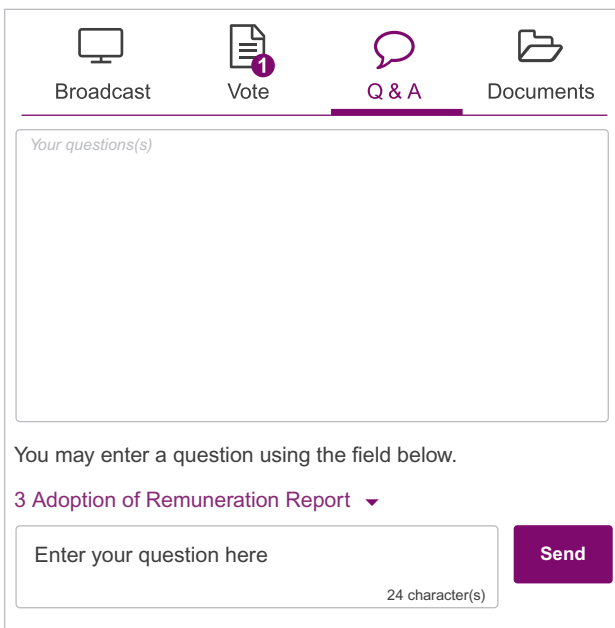 1
Broadcast Vote Q & A Documents
Your questions(s)
You may enter a question using the field below.
3 Adoption of Remuneration Report
Enter your question here
Send
24 character(s)